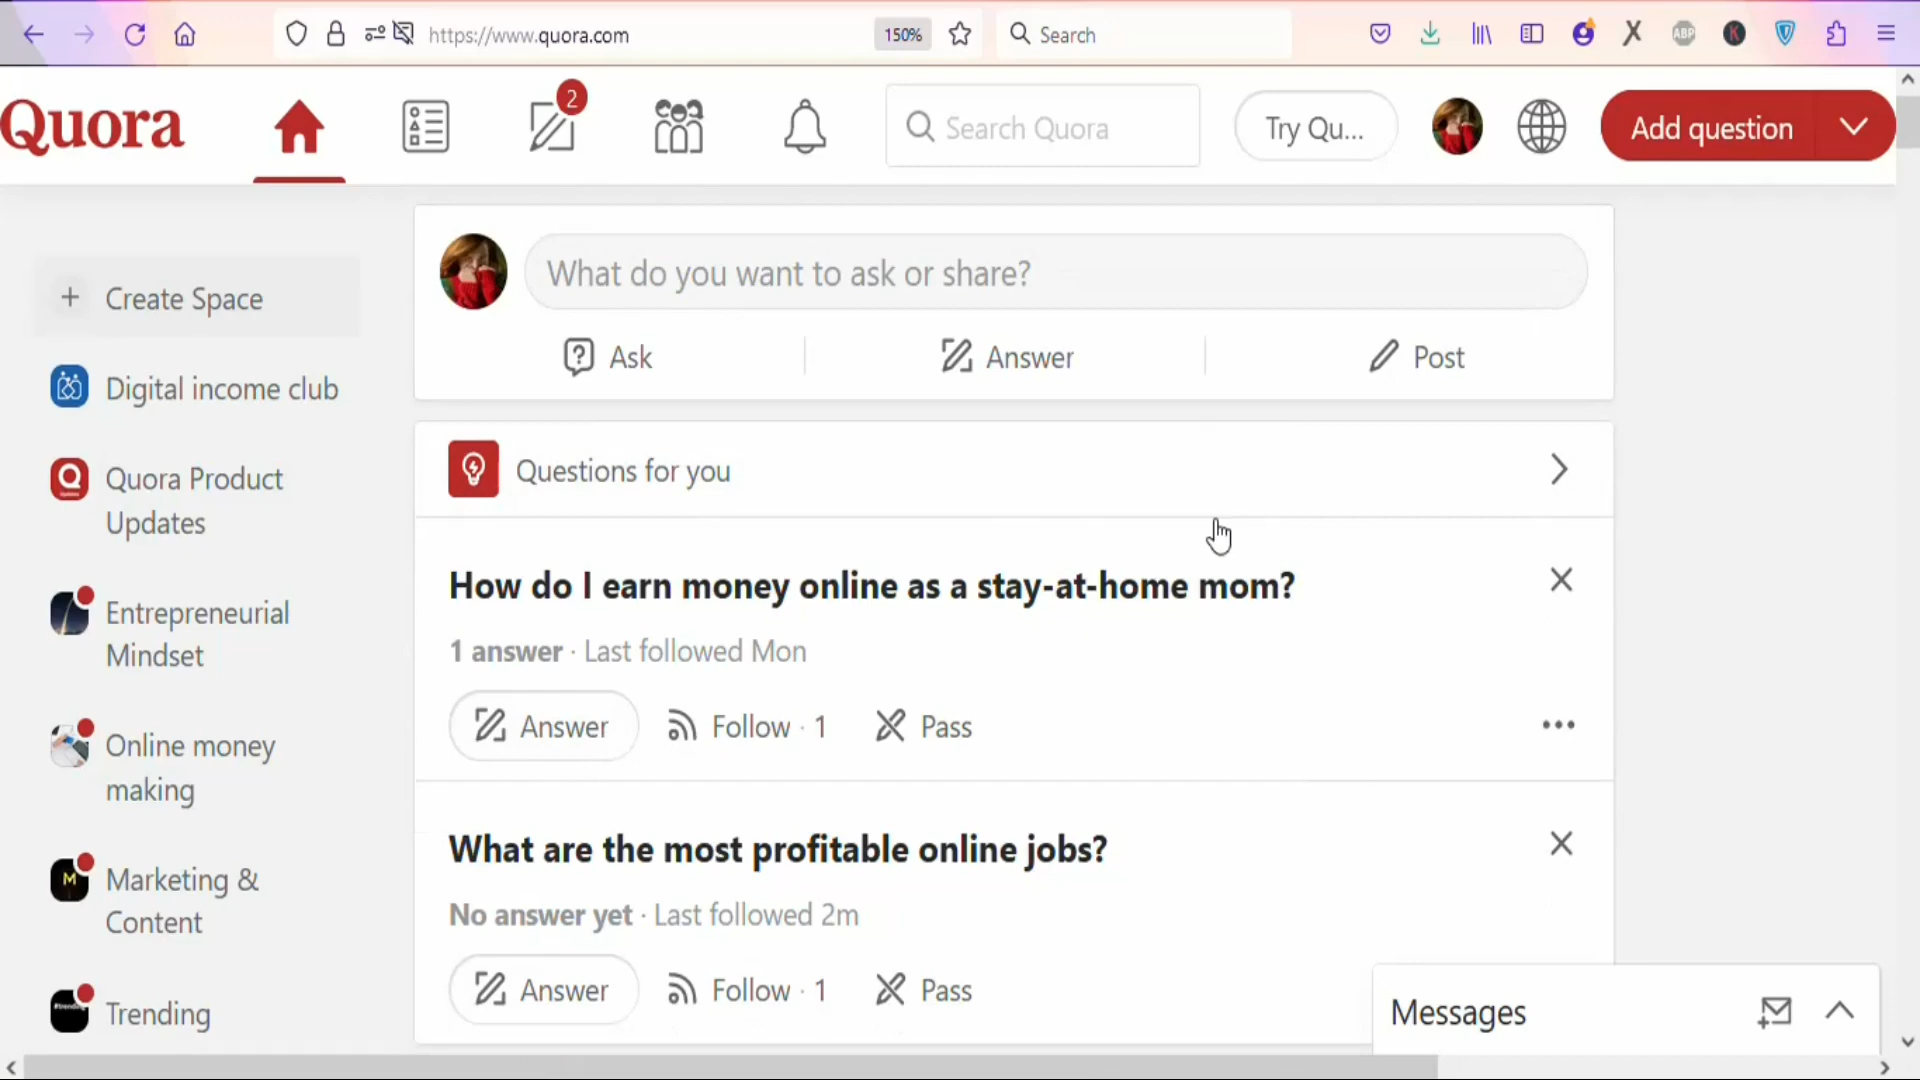 https://www.quora.com
150%
Search
ABP
K
Quora
2
Search Quora
Try Qu...
Add question
What do you want to ask or share?
Create Space
Ask
Answer
Post
Digital income club
Questions for you
Quora Product
Updates
How do I earn money online as a stay-at-home mom?
Entrepreneurial
Mindset
1 answer · Last followed Mon
Answer
Follow · 1
Pass
Online money
making
What are the most profitable online jobs?
M
Marketing &
Content
No answer yet · Last followed 2m
Answer
Follow · 1
Pass
Trending
Messages